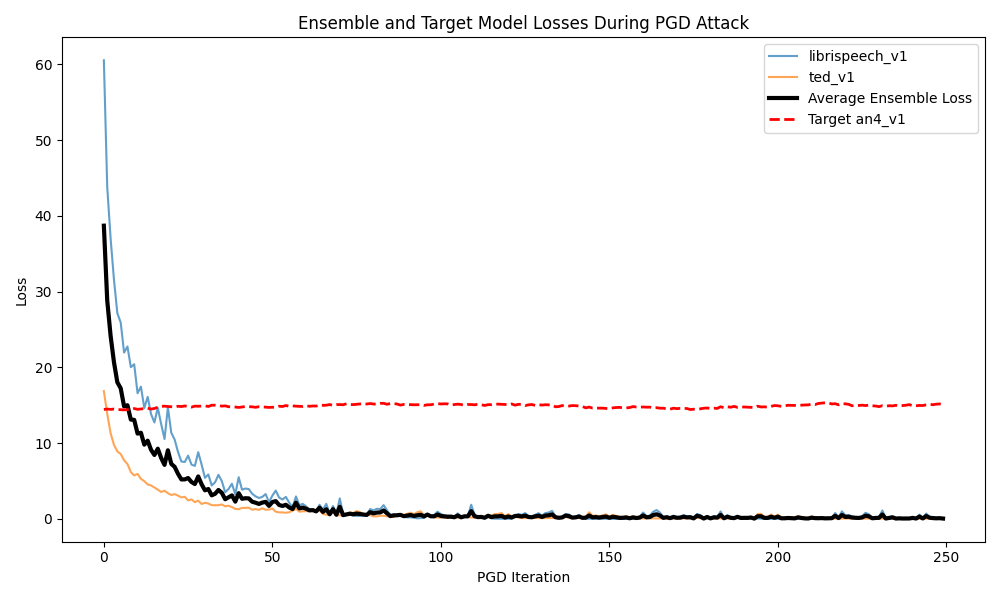 Ensemble and Target Model Losses During PGD Attack
librispeech_v1
ted_v1
Average Ensemble Loss
Target an4_v1
Loss
60
50
40
30
20
10
0
0 50 100 150 200 250
PGD Iteration